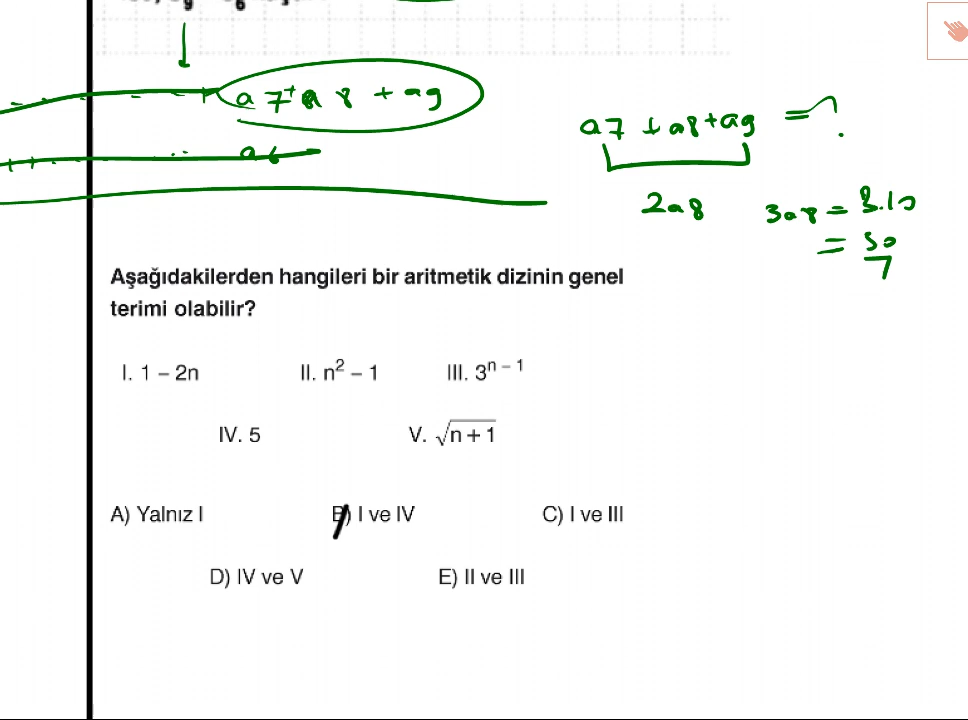 a7+a8+a9
a7+a8+a9 = ?
a6
2a8
3a8 = 3.10
= 30
Aşağıdakilerden hangileri bir aritmetik dizinin genel
terimi olabilir?
I. 1 – 2n II. n² – 1 III. 3ⁿ⁻¹
IV. 5 V. √(n + 1)
A) Yalnız I B) I ve IV C) I ve III
D) IV ve V E) II ve III